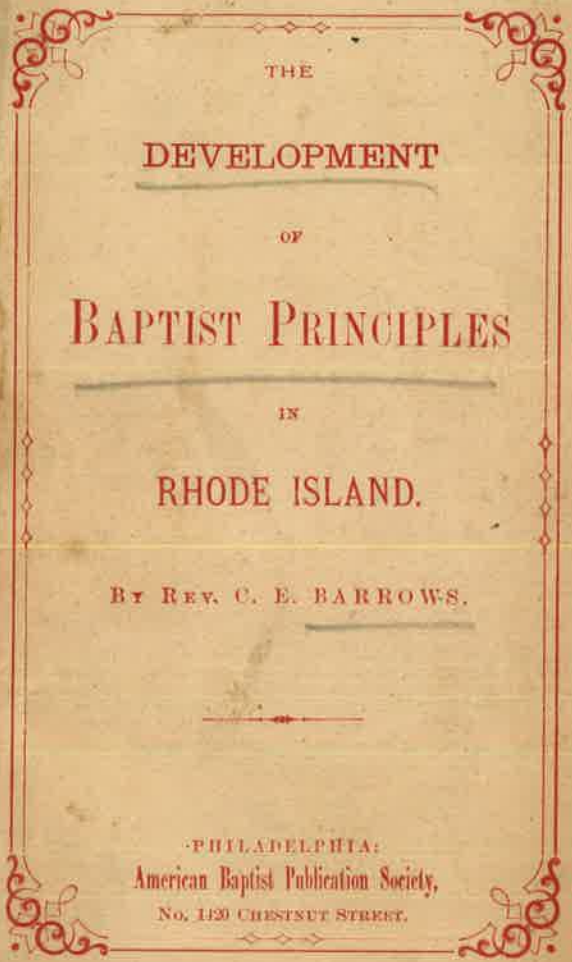 THE
DEVELOPMENT
OF
BAPTIST PRINCIPLES
IN
RHODE ISLAND.
BY REV. C. E. BARROWS.
PHILADELPHIA:
American Baptist Publication Society,
No. 1420 CHESTNUT STREET.